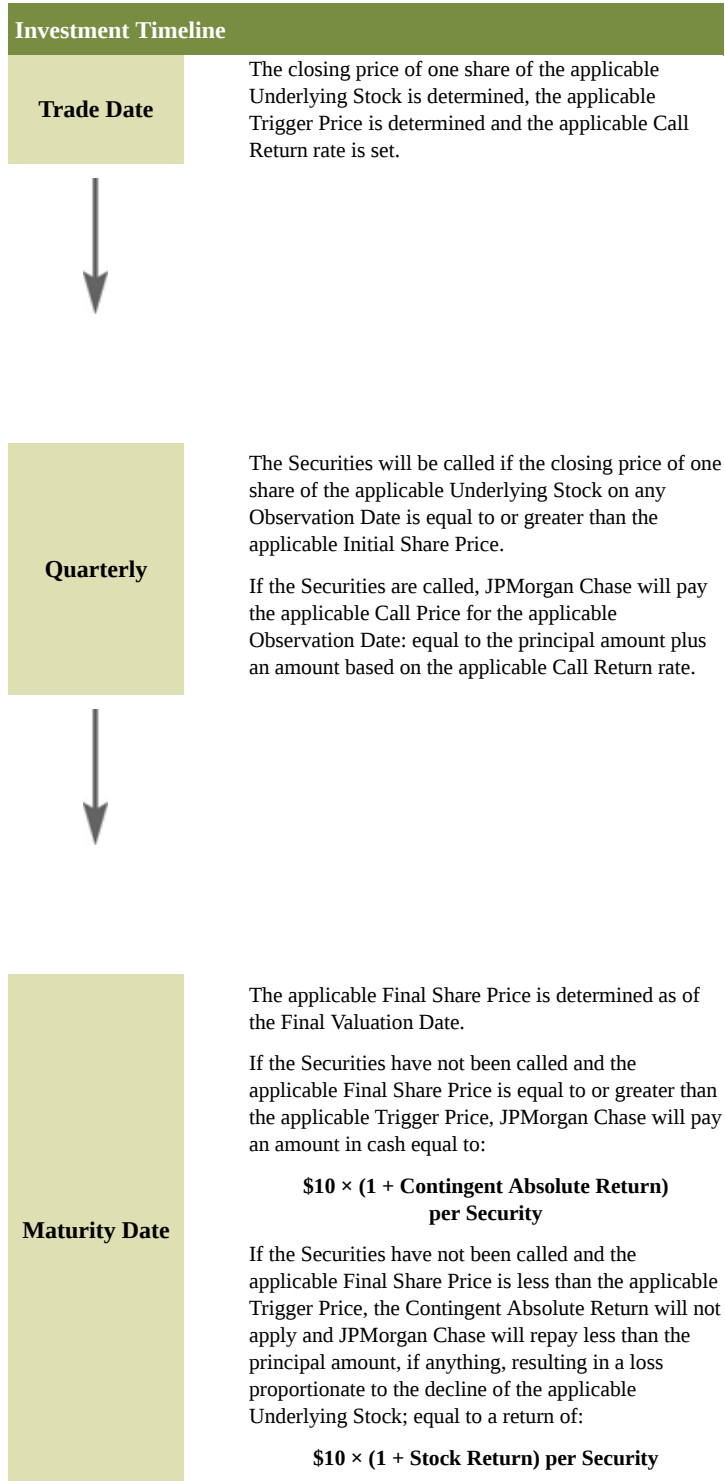 Investment Timeline
Trade Date
The closing price of one share of the applicable
Underlying Stock is determined, the applicable
Trigger Price is determined and the applicable Call
Return rate is set.
Quarterly
The Securities will be called if the closing price of one
share of the applicable Underlying Stock on any
Observation Date is equal to or greater than the
applicable Initial Share Price.
If the Securities are called, JPMorgan Chase will pay
the applicable Call Price for the applicable
Observation Date: equal to the principal amount plus
an amount based on the applicable Call Return rate.
Maturity Date
The applicable Final Share Price is determined as of
the Final Valuation Date.
If the Securities have not been called and the
applicable Final Share Price is equal to or greater than
the applicable Trigger Price, JPMorgan Chase will pay
an amount in cash equal to:
$10 × (1 + Contingent Absolute Return)
per Security
If the Securities have not been called and the
applicable Final Share Price is less than the applicable
Trigger Price, the Contingent Absolute Return will not
apply and JPMorgan Chase will repay less than the
principal amount, if anything, resulting in a loss
proportionate to the decline of the applicable
Underlying Stock; equal to a return of:
$10 × (1 + Stock Return) per Security